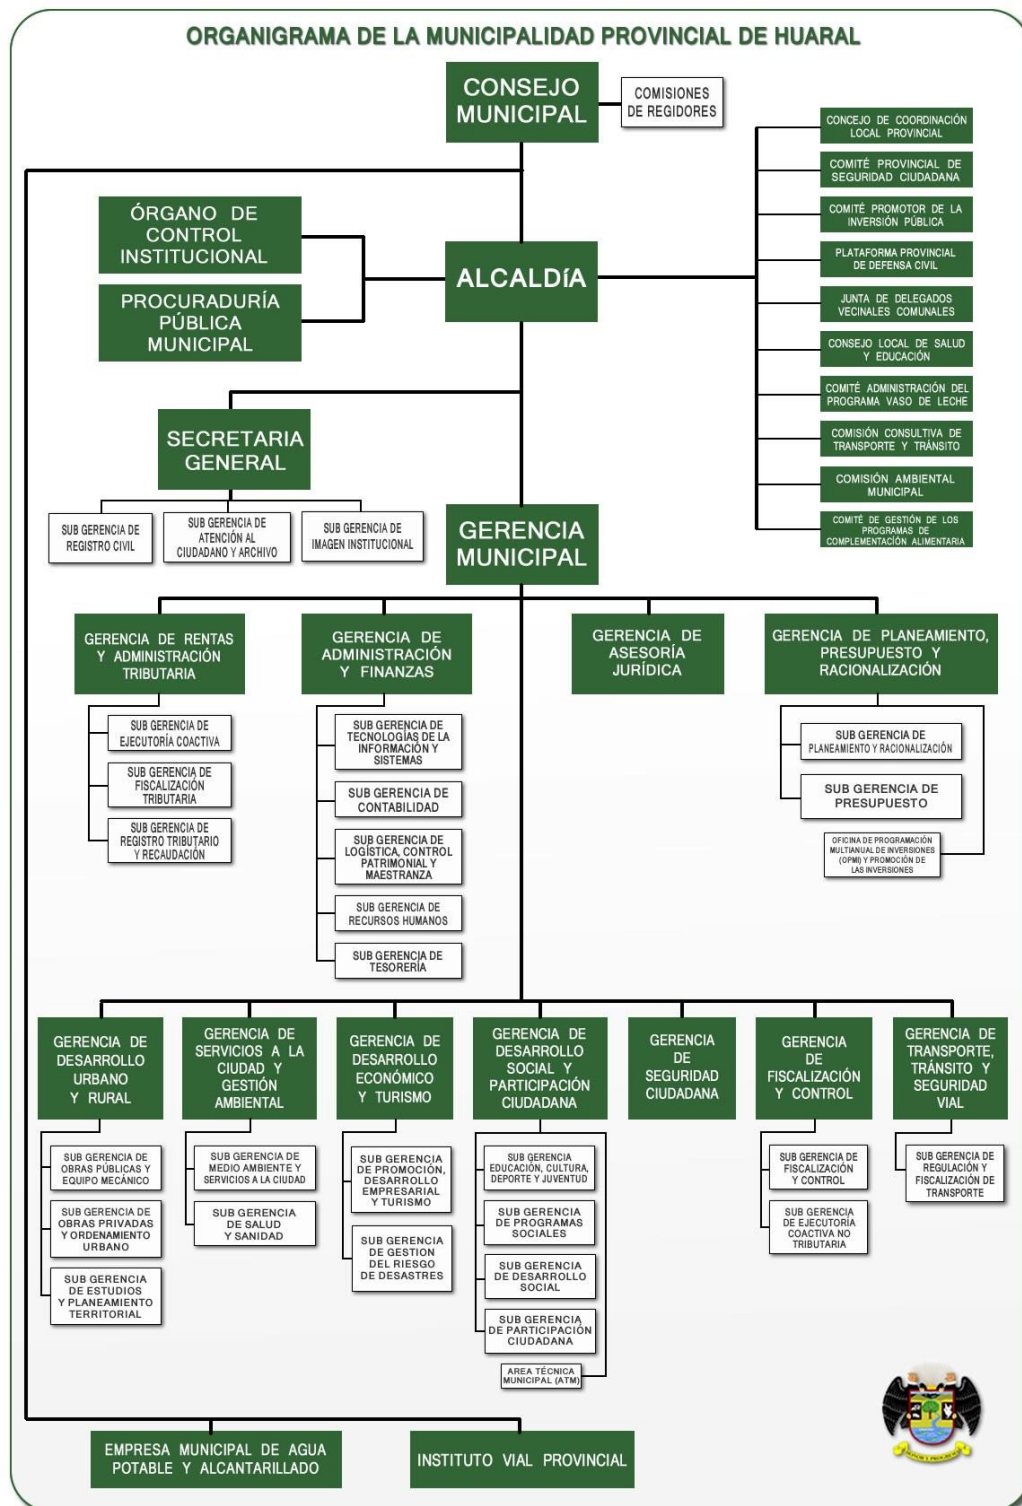 ORGANIGRAMA DE LA MUNICIPALIDAD PROVINCIAL DE HUARAL
CONSEJO
MUNICIPAL
COMISIONES
DE REGIDORES
CONCEJO DE COORDINACIÓN
LOCAL PROVINCIAL
COMITÉ PROVINCIAL DE
SEGURIDAD CIUDADANA
COMITÉ PROMOTOR DE LA
INVERSIÓN PÚBLICA
PLATAFORMA PROVINCIAL
DE DEFENSA CIVIL
JUNTA DE DELEGADOS
VECINALES COMUNALES
CONSEJO LOCAL DE SALUD
Y EDUCACIÓN
COMITÉ ADMINISTRACIÓN DEL
PROGRAMA VASO DE LECHE
COMISIÓN CONSULTIVA DE
TRANSPORTE Y TRÁNSITO
COMISIÓN AMBIENTAL
MUNICIPAL
COMITÉ DE GESTIÓN DE LOS
PROGRAMAS DE
COMPLEMENTACÍON ALIMENTARIA
ÓRGANO DE
CONTROL
INSTITUCIONAL
PROCURADURÍA
PÚBLICA
MUNICIPAL
ALCALDÍA
SECRETARIA
GENERAL
SUB GERENCIA DE
REGISTRO CIVIL
SUB GERENCIA DE
ATENCIÓN AL
CIUDADANO Y ARCHIVO
SUB GERENCIA DE
IMAGEN INSTITUCIONAL
GERENCIA
MUNICIPAL
GERENCIA DE RENTAS
Y ADMINISTRACIÓN
TRIBUTARIA
SUB GERENCIA DE
EJECUTORÍA COACTIVA
SUB GERENCIA DE
FISCALIZACIÓN
TRIBUTARIA
SUB GERENCIA DE
REGISTRO TRIBUTARIO
Y RECAUDACIÓN
GERENCIA DE
ADMINISTRACIÓN
Y FINANZAS
SUB GERENCIA DE
TECNOLOGÍAS DE LA
INFORMACIÓN Y
SISTEMAS
SUB GERENCIA DE
CONTABILIDAD
SUB GERENCIA DE
LOGÍSTICA, CONTROL
PATRIMONIAL Y
MAESTRANZA
SUB GERENCIA DE
RECURSOS HUMANOS
SUB GERENCIA DE
TESORERÍA
GERENCIA DE
ASESORÍA
JURÍDICA
GERENCIA DE PLANEAMIENTO,
PRESUPUESTO Y
RACIONALIZACIÓN
SUB GERENCIA DE
PLANEAMIENTO Y RACIONALIZACIÓN
SUB GERENCIA DE
PRESUPUESTO
OFICINA DE PROGRAMACIÓN
MULTIANUAL DE INVERSIONES
(OPMI) Y PROMOCIÓN DE
LAS INVERSIONES
GERENCIA DE
DESARROLLO
URBANO
Y RURAL
SUB GERENCIA DE
OBRAS PÚBLICAS Y
EQUIPO MECÁNICO
SUB GERENCIA DE
OBRAS PRIVADAS
Y ORDENAMIENTO
URBANO
SUB GERENCIA
DE ESTUDIOS
Y PLANEAMIENTO
TERRITORIAL
GERENCIA DE
SERVICIOS A LA
CIUDAD Y
GESTIÓN
AMBIENTAL
SUB GERENCIA DE
MEDIO AMBIENTE Y
SERVICIOS A LA CIUDAD
SUB GERENCIA
DE SALUD
Y SANIDAD
GERENCIA DE
DESARROLLO
ECONÓMICO
Y TURISMO
SUB GERENCIA
DE PROMOCIÓN,
DESARROLLO
EMPRESARIAL
Y TURISMO
SUB GERENCIA
DE GESTION
DEL RIESGO
DE DESASTRES
GERENCIA DE
DESARROLLO
SOCIAL Y
PARTICIPACIÓN
CIUDADANA
SUB GERENCIA
EDUCACIÓN, CULTURA,
DEPORTE Y JUVENTUD
SUB GERENCIA
DE PROGRAMAS
SOCIALES
SUB GERENCIA
DE DESARROLLO
SOCIAL
SUB GERENCIA
DE PARTICIPACIÓN
CIUDADANA
AREA TÉCNICA
MUNICIPAL (ATM)
GERENCIA
DE
SEGURIDAD
CIUDADANA
GERENCIA
DE
FISCALIZACIÓN
Y CONTROL
SUB GERENCIA DE
FISCALIZACIÓN
Y CONTROL
SUB GERENCIA
DE EJECUTORÍA
COACTIVA NO
TRIBUTARIA
GERENCIA DE
TRANSPORTE,
TRÁNSITO Y
SEGURIDAD
VIAL
SUB GERENCIA DE
REGULACIÓN Y
FISCALIZACIÓN
DE TRANSPORTE
EMPRESA MUNICIPAL DE AGUA
POTABLE Y ALCANTARILLADO
INSTITUTO VIAL PROVINCIAL